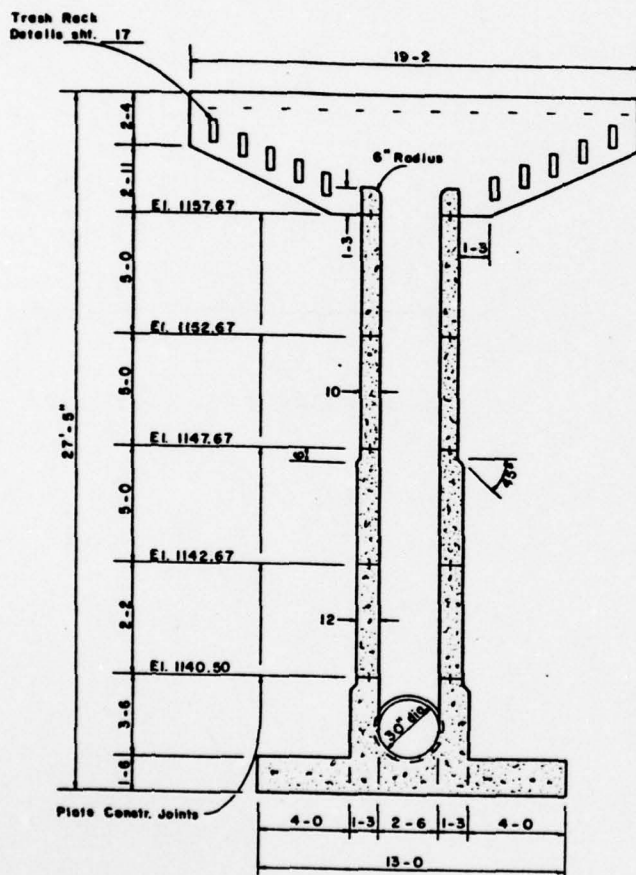 Trash Rack
Details sht. 17
19-2
2-4
6" Radius
2-11
El. 1157.67
1-3
1-3
5-0
El. 1152.67
10
5-0
27'-5"
El. 1147.67
6
45°
5-0
El. 1142.67
12
2-2
El. 1140.50
3-6
30" dia.
1-6
Plate Constr. Joints
4-0 1-3 2-6 1-3 4-0
13-0